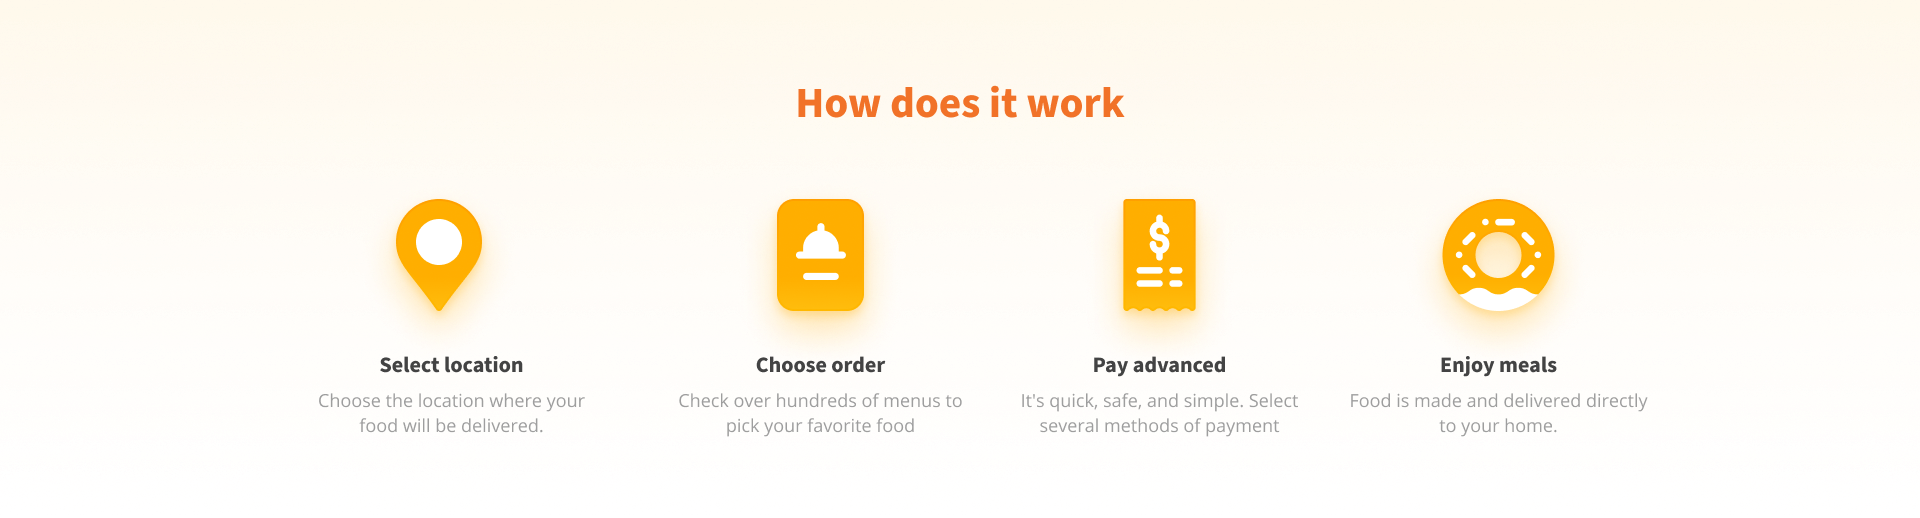 How does it work
Select location
Choose the location where your
food will be delivered.
Choose order
Check over hundreds of menus to
pick your favorite food
$
Pay advanced
It's quick, safe, and simple. Select
several methods of payment
Enjoy meals
Food is made and delivered directly
to your home.